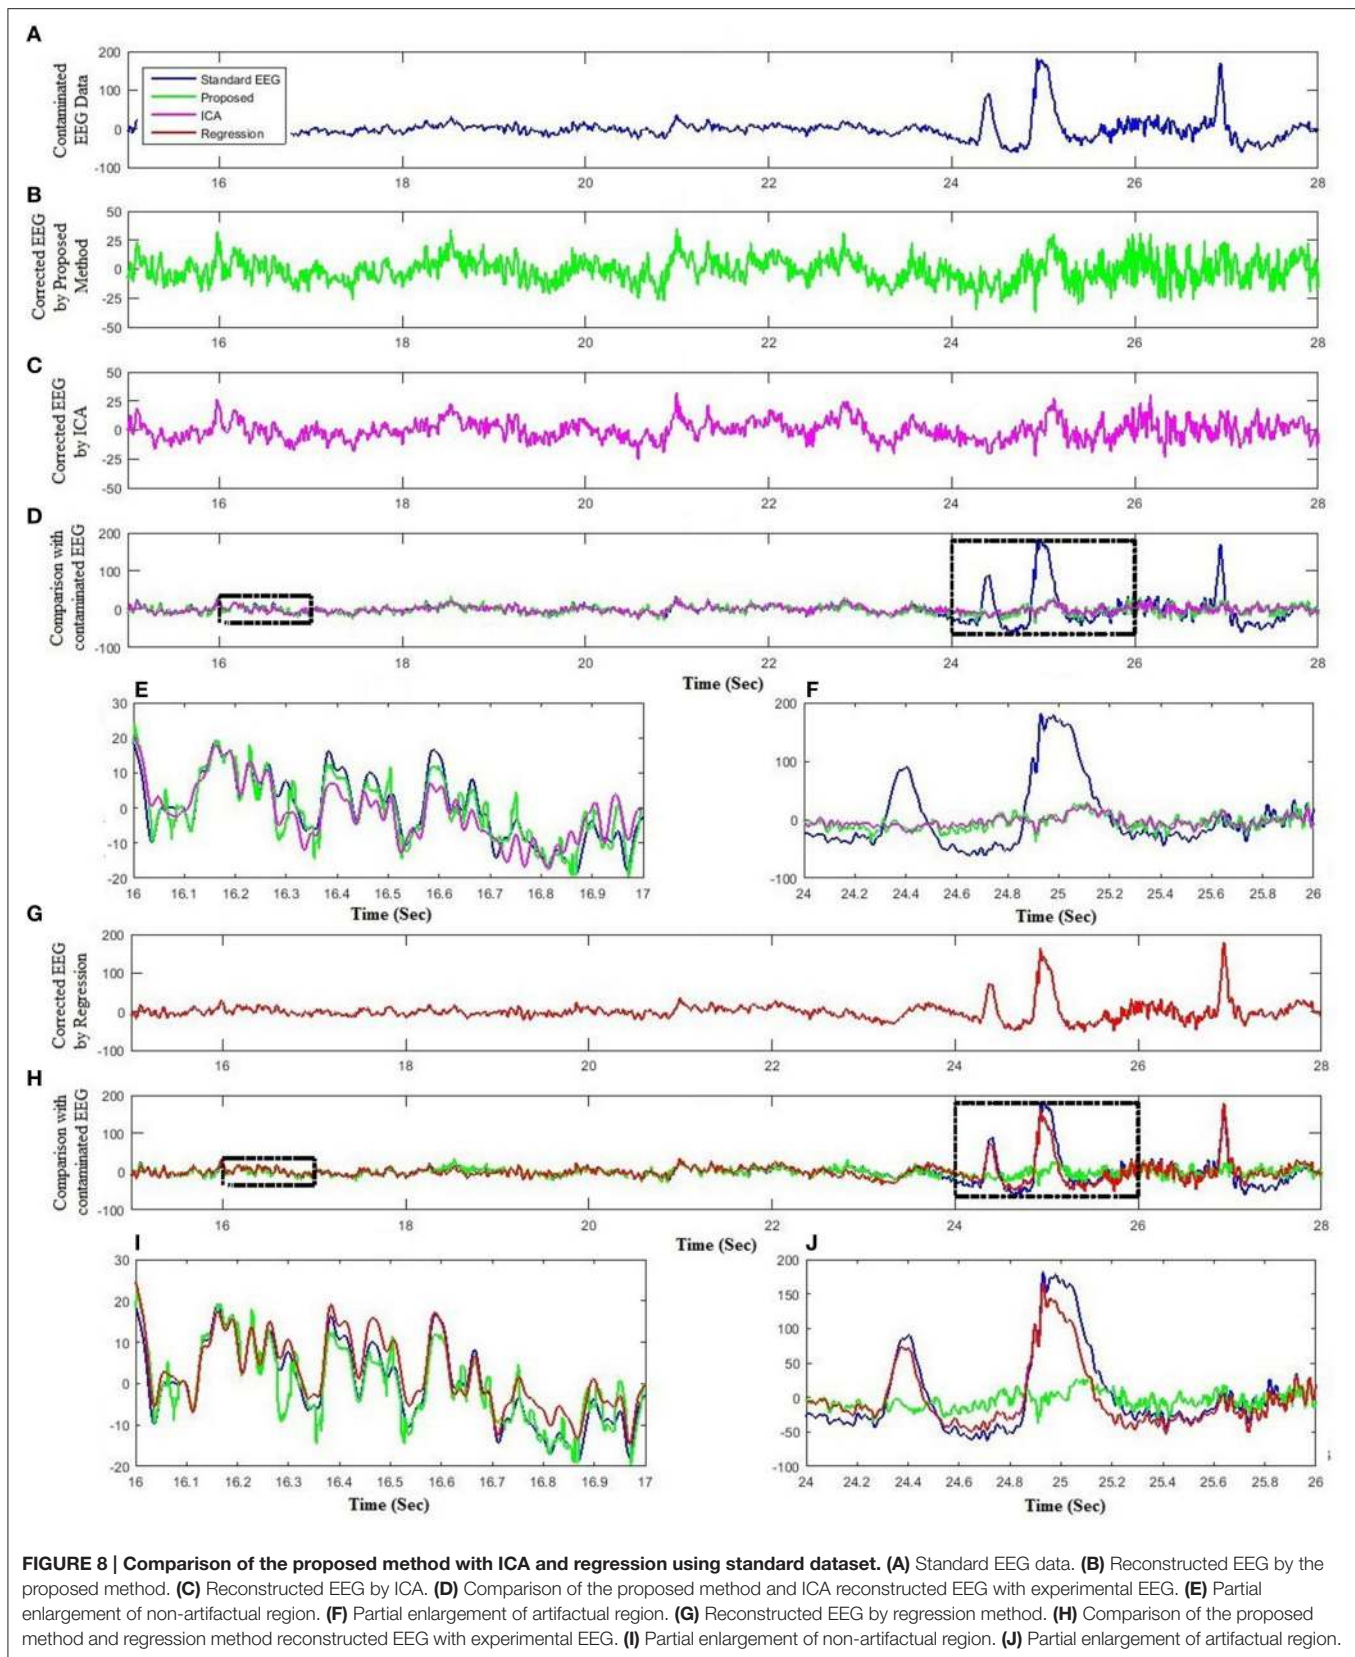 A
Contaminated
EEG Data
200
100
0
-100
Standard EEG
Proposed
ICA
Regression
16 18 20 22 24 26 28
B
Corrected EEG
by Proposed
Method
50
25
0
-25
-50
16 18 20 22 24 26 28
C
Corrected EEG
by ICA
50
25
0
-25
-50
16 18 20 22 24 26 28
D
Comparison with
contaminated EEG
200
100
0
-100
16 18 20 22 24 26 28
Time (Sec)
E
30
20
10
0
-10
-20
16 16.1 16.2 16.3 16.4 16.5 16.6 16.7 16.8 16.9 17
Time (Sec)
F
200
100
0
-100
24 24.2 24.4 24.6 24.8 25 25.2 25.4 25.6 25.8 26
Time (Sec)
G
Corrected EEG
by Regression
200
100
0
-100
16 18 20 22 24 26 28
H
Comparison with
contaminated EEG
200
100
0
-100
16 18 20 22 24 26 28
Time (Sec)
I
30
20
10
0
-10
-20
16 16.1 16.2 16.3 16.4 16.5 16.6 16.7 16.8 16.9 17
Time (Sec)
J
200
150
100
50
0
-50
-100
24 24.2 24.4 24.6 24.8 25 25.2 25.4 25.6 25.8 26
Time (Sec)
FIGURE 8 | Comparison of the proposed method with ICA and regression using standard dataset. (A) Standard EEG data. (B) Reconstructed EEG by the
proposed method. (C) Reconstructed EEG by ICA. (D) Comparison of the proposed method and ICA reconstructed EEG with experimental EEG. (E) Partial
enlargement of non-artifactual region. (F) Partial enlargement of artifactual region. (G) Reconstructed EEG by regression method. (H) Comparison of the proposed
method and regression method reconstructed EEG with experimental EEG. (I) Partial enlargement of non-artifactual region. (J) Partial enlargement of artifactual region.